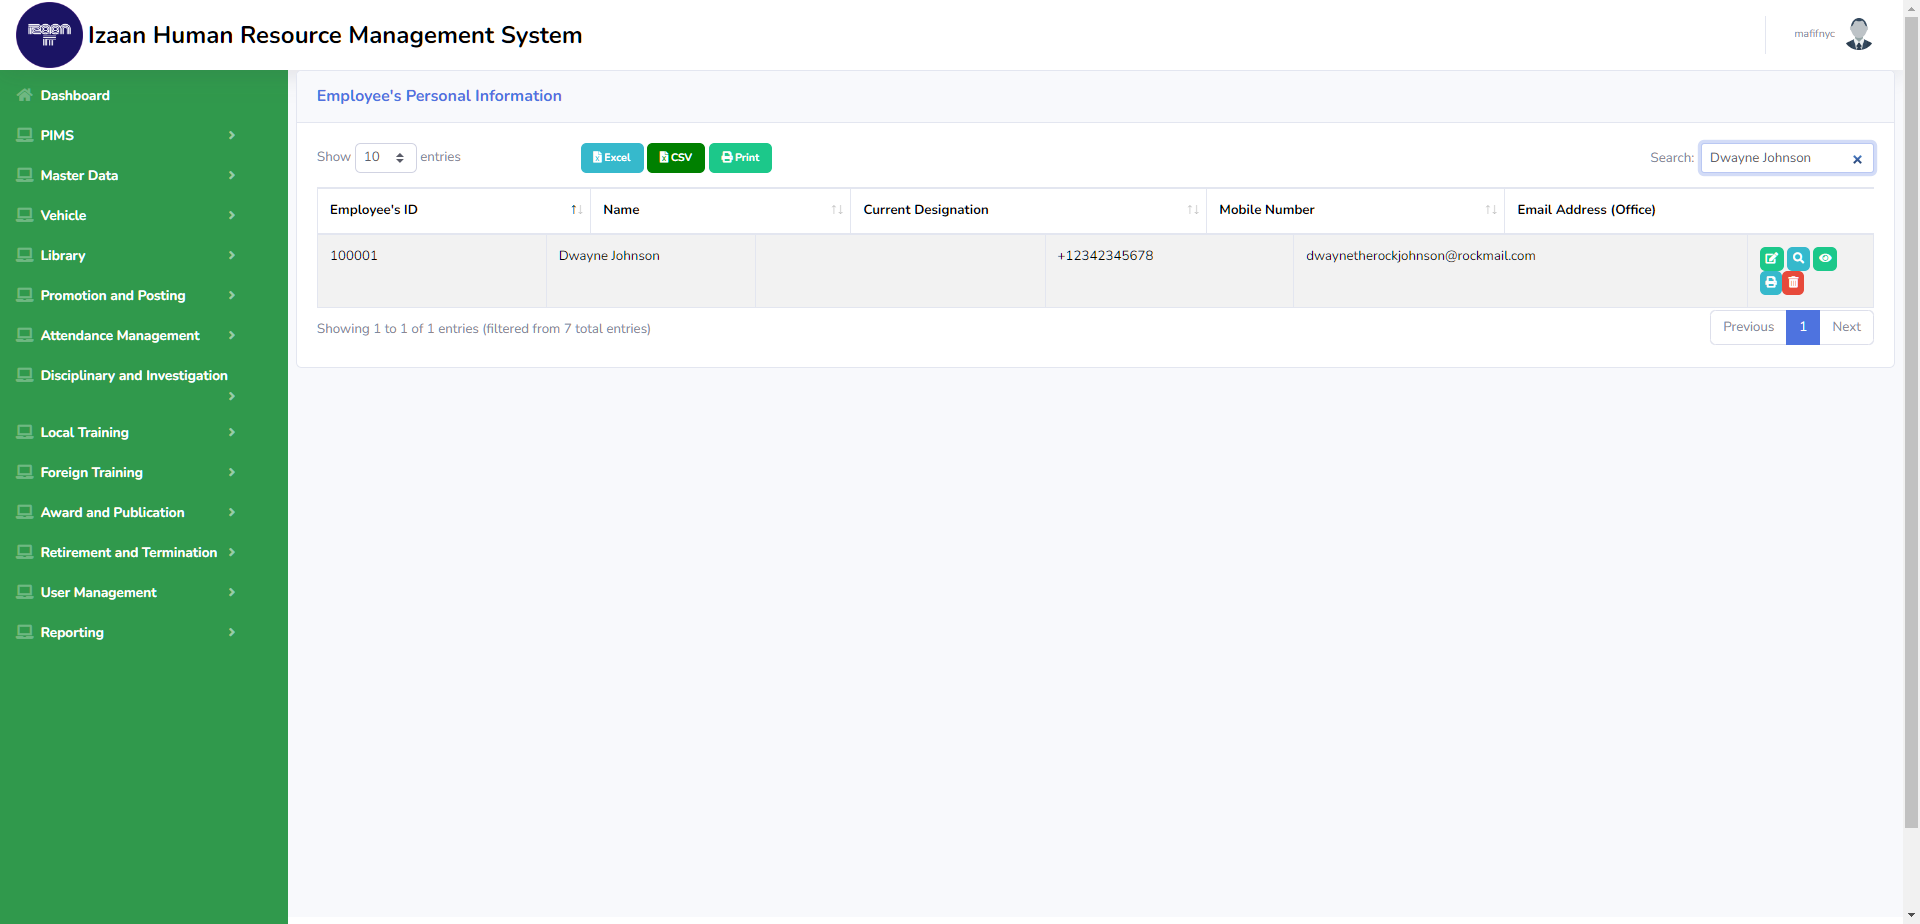 izaan
IT
Izaan Human Resource Management System
mafifnyc
Dashboard
PIMS
Master Data
Vehicle
Library
Promotion and Posting
Attendance Management
Disciplinary and Investigation
Local Training
Foreign Training
Award and Publication
Retirement and Termination
User Management
Reporting
Employee's Personal Information
Show 10 entries
Excel CSV Print
Search: Dwayne Johnson
Employee's ID Name Current Designation Mobile Number Email Address (Office)
100001 Dwayne Johnson +12342345678 dwaynetherockjohnson@rockmail.com
Showing 1 to 1 of 1 entries (filtered from 7 total entries)
Previous 1 Next